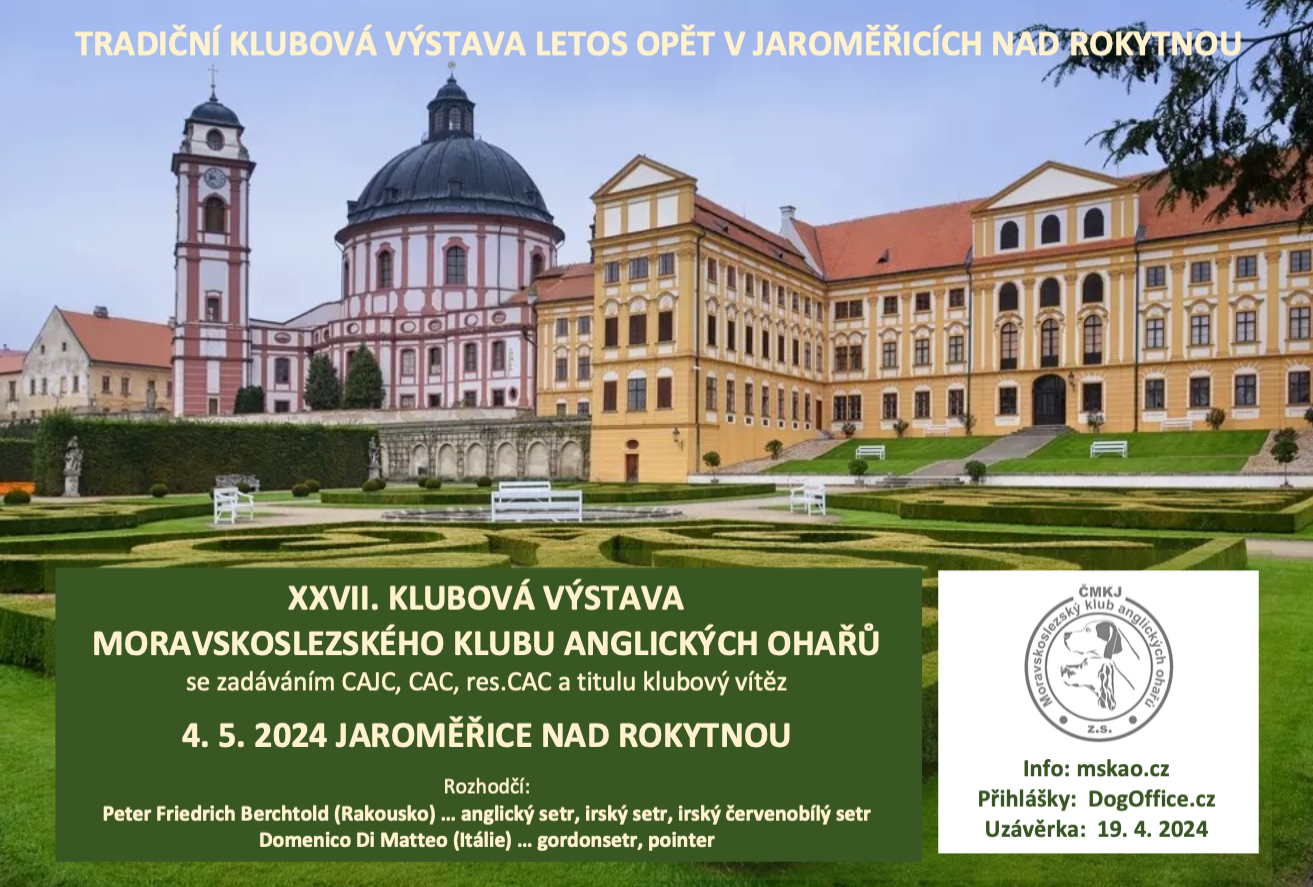 TRADIČNÍ KLUBOVÁ VÝSTAVA LETOS OPĚT V JAROMĚŘICÍCH NAD ROKYTNOU
XXVII. KLUBOVÁ VÝSTAVA
MORAVSKOSLEZSKÉHO KLUBU ANGLICKÝCH OHAŘŮ
se zadáváním CAJC, CAC, res.CAC a titulu klubový vítěz
4. 5. 2024 JAROMĚŘICE NAD ROKYTNOU
Rozhodčí:
Peter Friedrich Berchtold (Rakousko) ... anglický setr, irský setr, irský červenobílý setr
Domenico Di Matteo (Itálie) ... gordonsetr, pointer
ČMKJ
Moravskoslezský klub anglických ohařů
z.s.
Info: mskao.cz
Přihlášky: DogOffice.cz
Uzávěrka: 19. 4. 2024